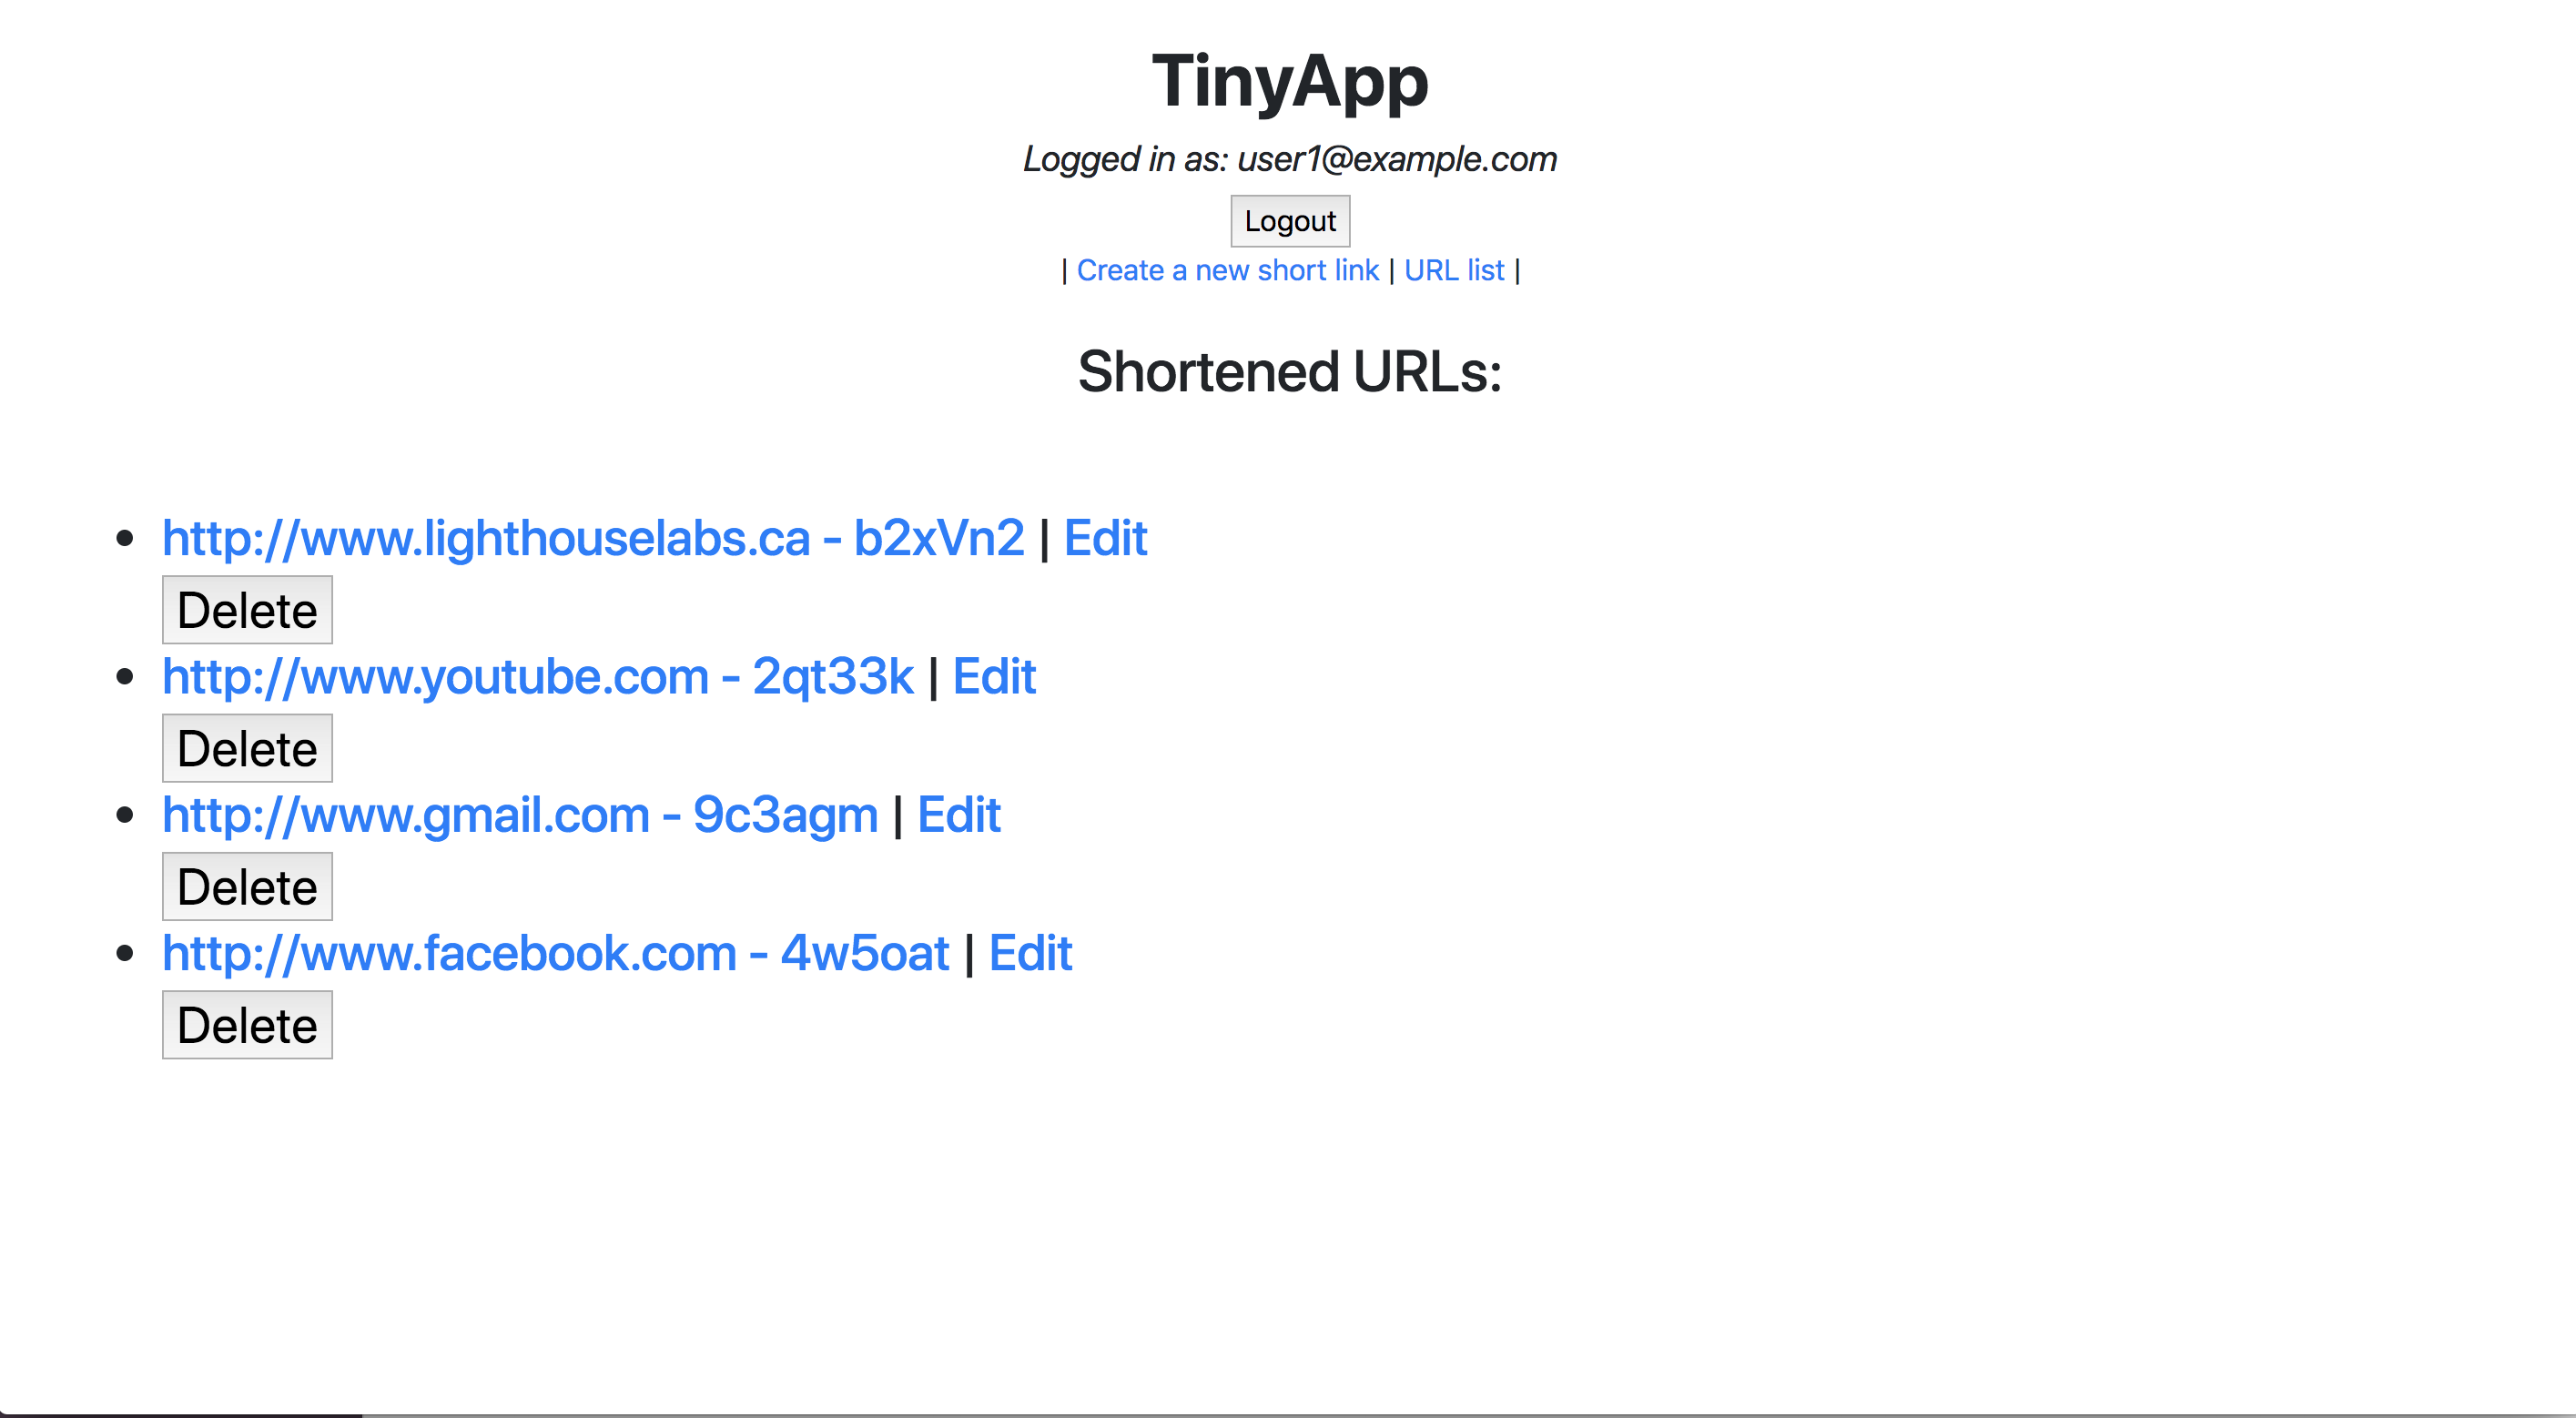 TinyApp
Logged in as: user1@example.com
Logout
| Create a new short link | URL list |
Shortened URLs:
http://www.lighthouselabs.ca - b2xVn2 | Edit
Delete
http://www.youtube.com - 2qt33k | Edit
Delete
http://www.gmail.com - 9c3agm | Edit
Delete
http://www.facebook.com - 4w5oat | Edit
Delete